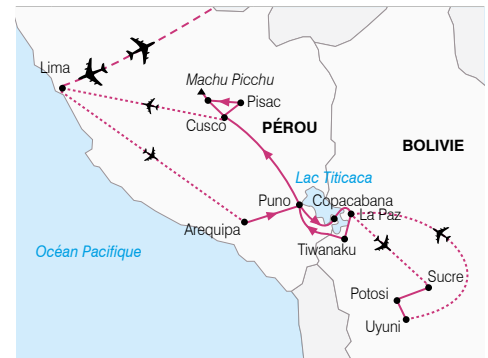 Lima
Machu Picchu
Pisac
Cusco
PÉROU
BOLIVIE
Lac Titicaca
Puno
Copacabana
La Paz
Arequipa
Tiwanaku
Océan Pacifique
Sucre
Potosi
Uyuni